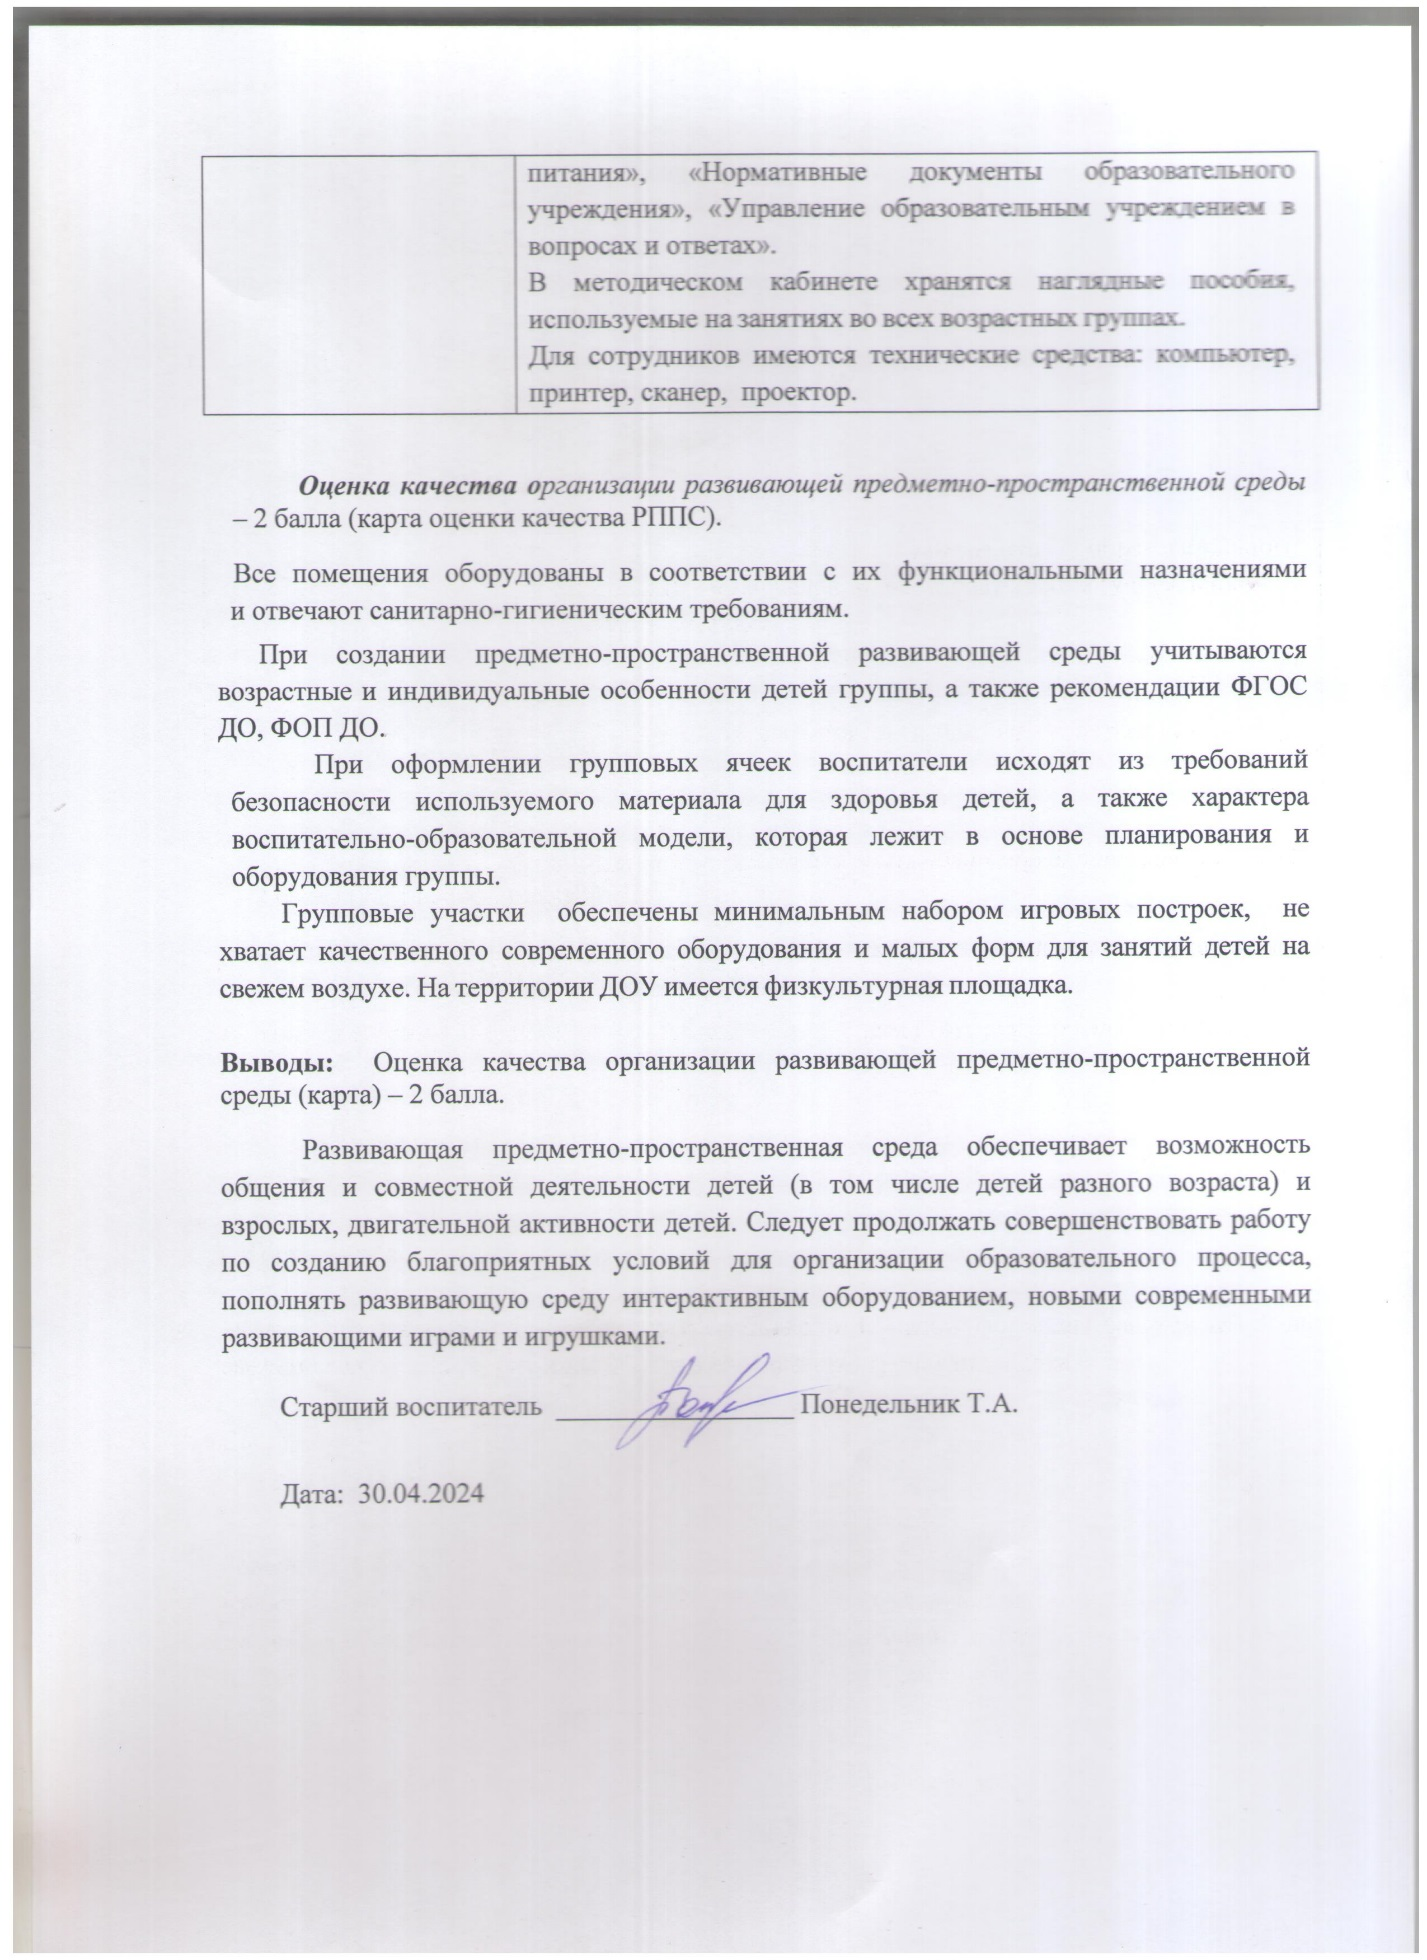 питания», «Нормативные документы образовательного
учреждения», «Управление образовательным учреждением в
вопросах и ответах».
В методическом кабинете хранятся наглядные пособия,
используемые на занятиях во всех возрастных группах.
Для сотрудников имеются технические средства: компьютер,
принтер, сканер, проектор.
Оценка качества организации развивающей предметно-пространственной среды
– 2 балла (карта оценки качества РППС).
Все помещения оборудованы в соответствии с их функциональными назначениями
и отвечают санитарно-гигиеническим требованиям.
При создании предметно-пространственной развивающей среды учитываются
возрастные и индивидуальные особенности детей группы, а также рекомендации ФГОС
ДО, ФОП ДО.
При оформлении групповых ячеек воспитатели исходят из требований
безопасности используемого материала для здоровья детей, а также характера
воспитательно-образовательной модели, которая лежит в основе планирования и
оборудования группы.
Групповые участки обеспечены минимальным набором игровых построек, не
хватает качественного современного оборудования и малых форм для занятий детей на
свежем воздухе. На территории ДОУ имеется физкультурная площадка.
Выводы: Оценка качества организации развивающей предметно-пространственной
среды (карта) – 2 балла.
Развивающая предметно-пространственная среда обеспечивает возможность
общения и совместной деятельности детей (в том числе детей разного возраста) и
взрослых, двигательной активности детей. Следует продолжать совершенствовать работу
по созданию благоприятных условий для организации образовательного процесса,
пополнять развивающую среду интерактивным оборудованием, новыми современными
развивающими играми и игрушками.
Старший воспитатель _________________ Понедельник Т.А.
Дата: 30.04.2024